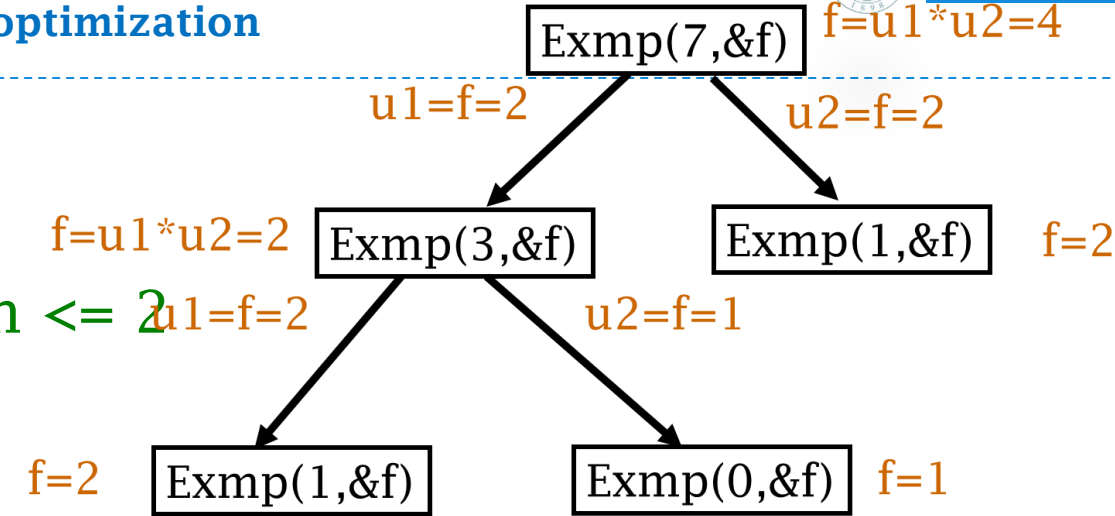 optimization
Exmp(7,&f) f=u1*u2=4
u1=f=2 u2=f=2
f=u1*u2=2 Exmp(3,&f) Exmp(1,&f) f=2
n <= 2 u1=f=2 u2=f=1
f=2 Exmp(1,&f) Exmp(0,&f) f=1